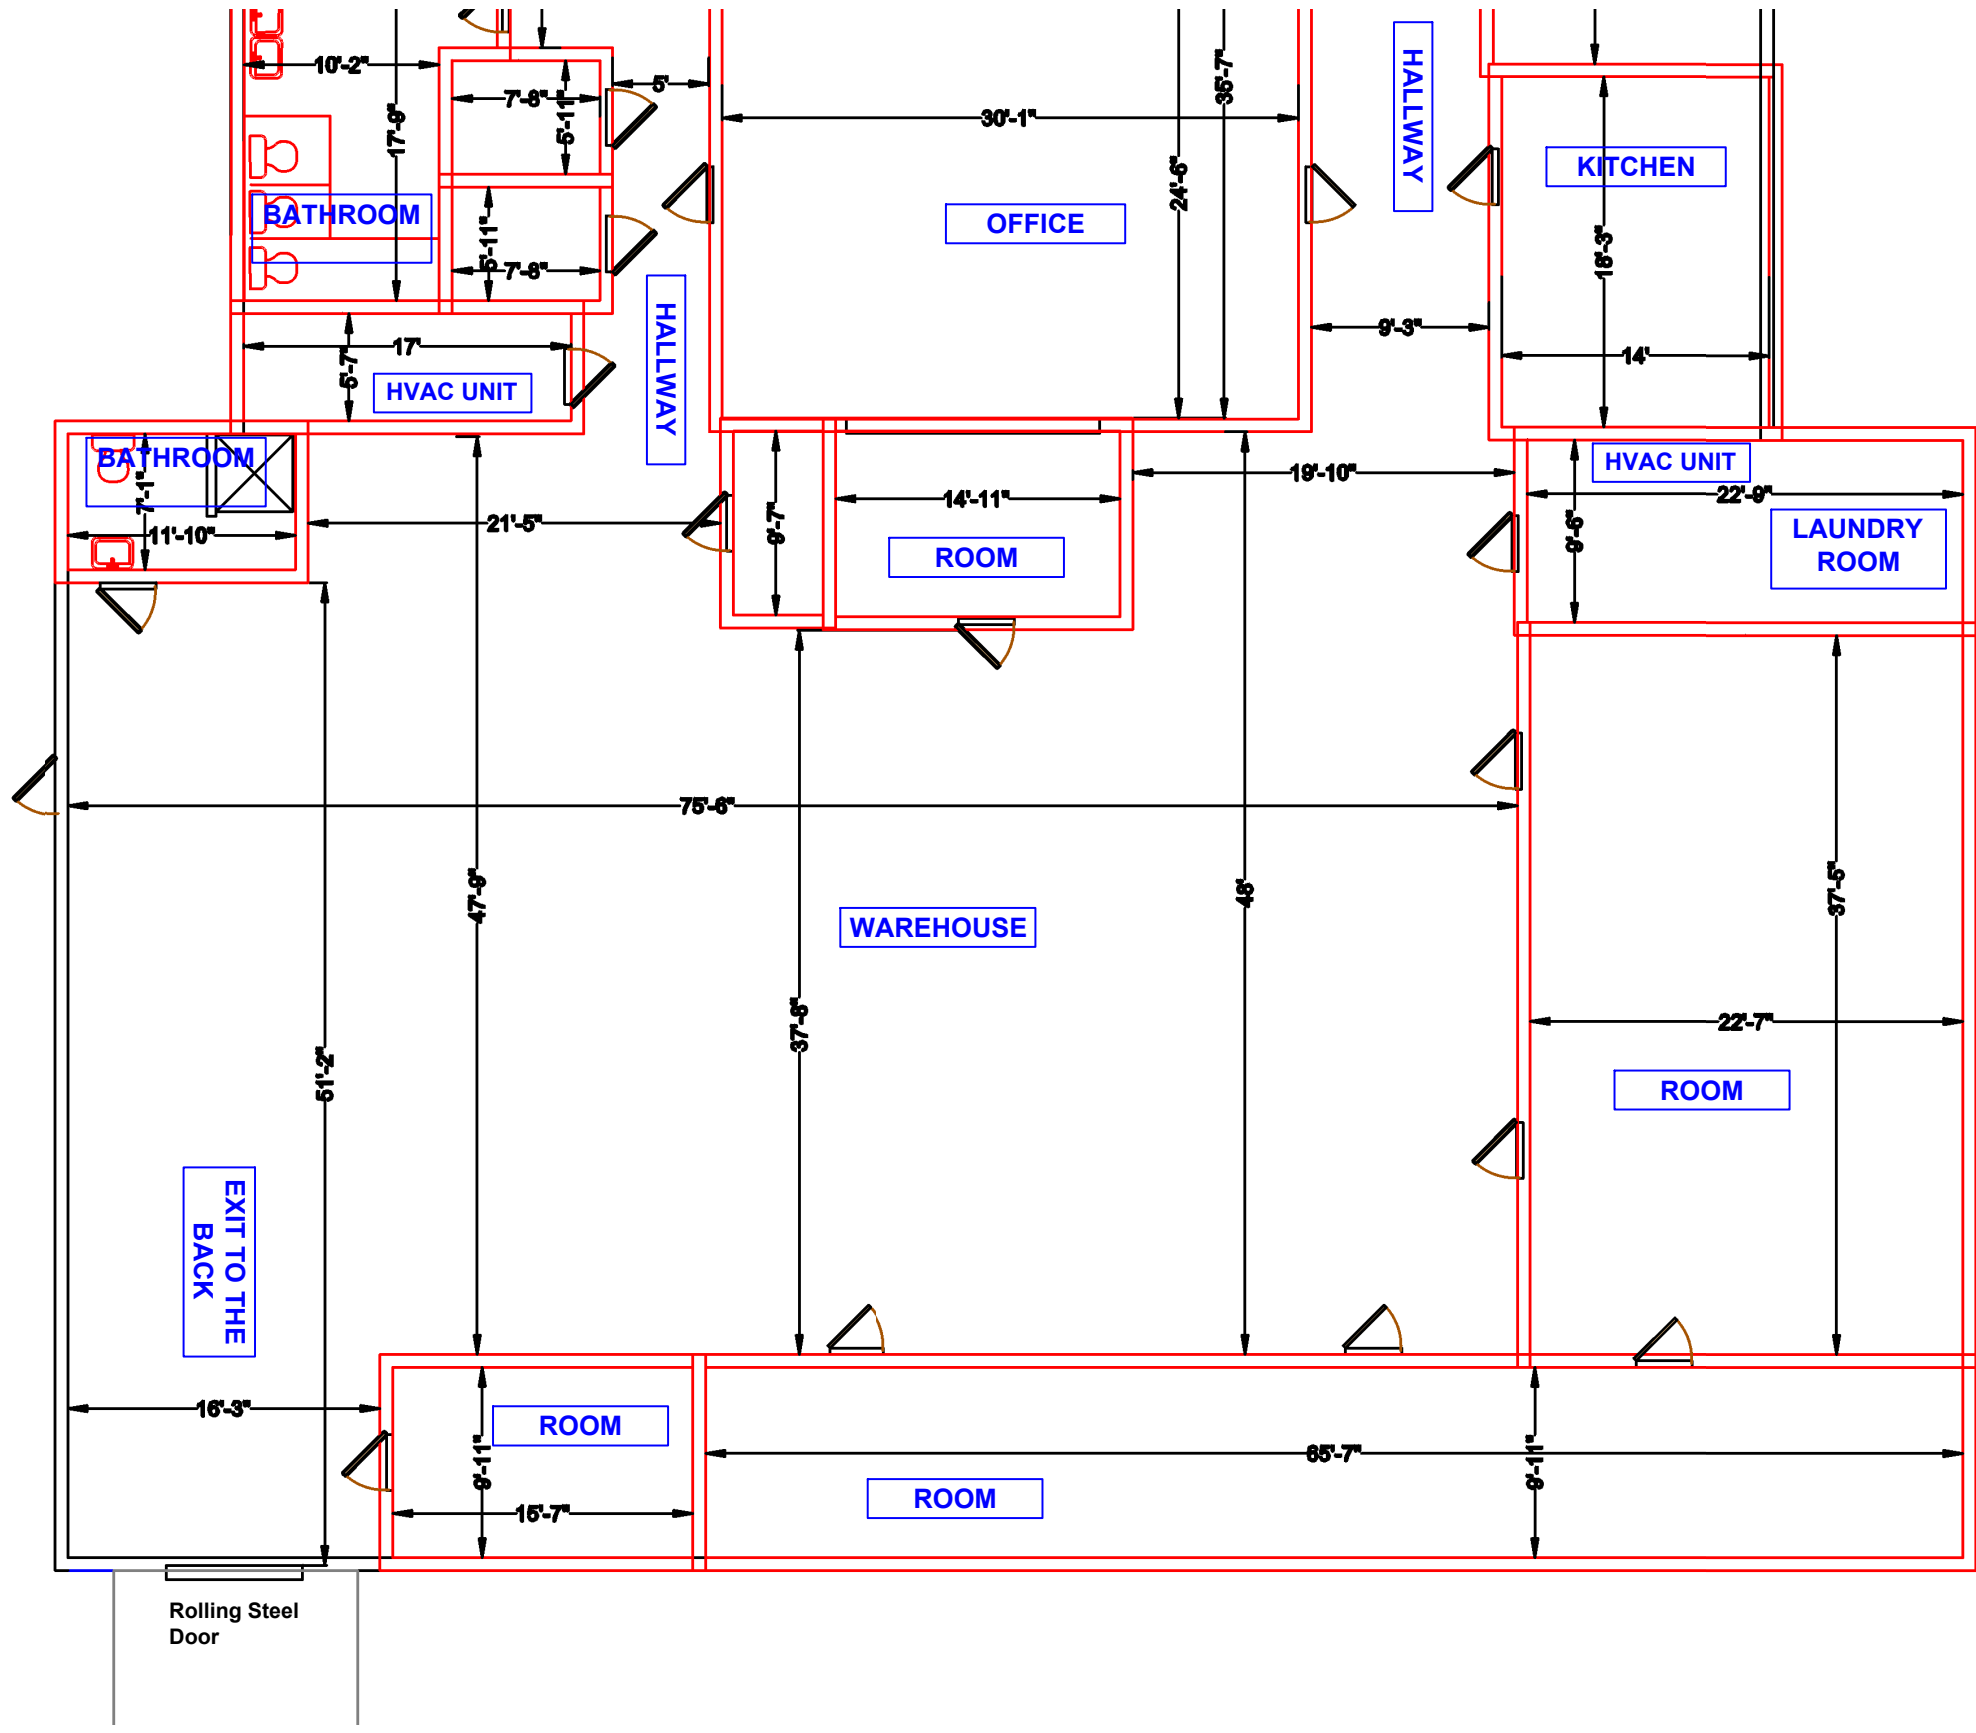 10'-2"
5'
7'-8"
5'-11"
17'-9"
30'-1"
35'-7"
24'-6"
HALLWAY
KITCHEN
18'-3"
BATHROOM
OFFICE
5'-11"
7'-8"
HALLWAY
9'-3"
14'
17'
5'-7"
HVAC UNIT
BATHROOM
7'-1"
11'-10"
21'-5"
9'-7"
14'-11"
ROOM
19'-10"
HVAC UNIT
22'-9"
9'-6"
LAUNDRY
ROOM
75'-6"
47'-9"
48'
37'-5"
WAREHOUSE
37'-8"
51'-2"
22'-7"
ROOM
EXIT TO THE
BACK
16'-3"
ROOM
9'-11"
65'-7"
9'-11"
15'-7"
ROOM
Rolling Steel
Door